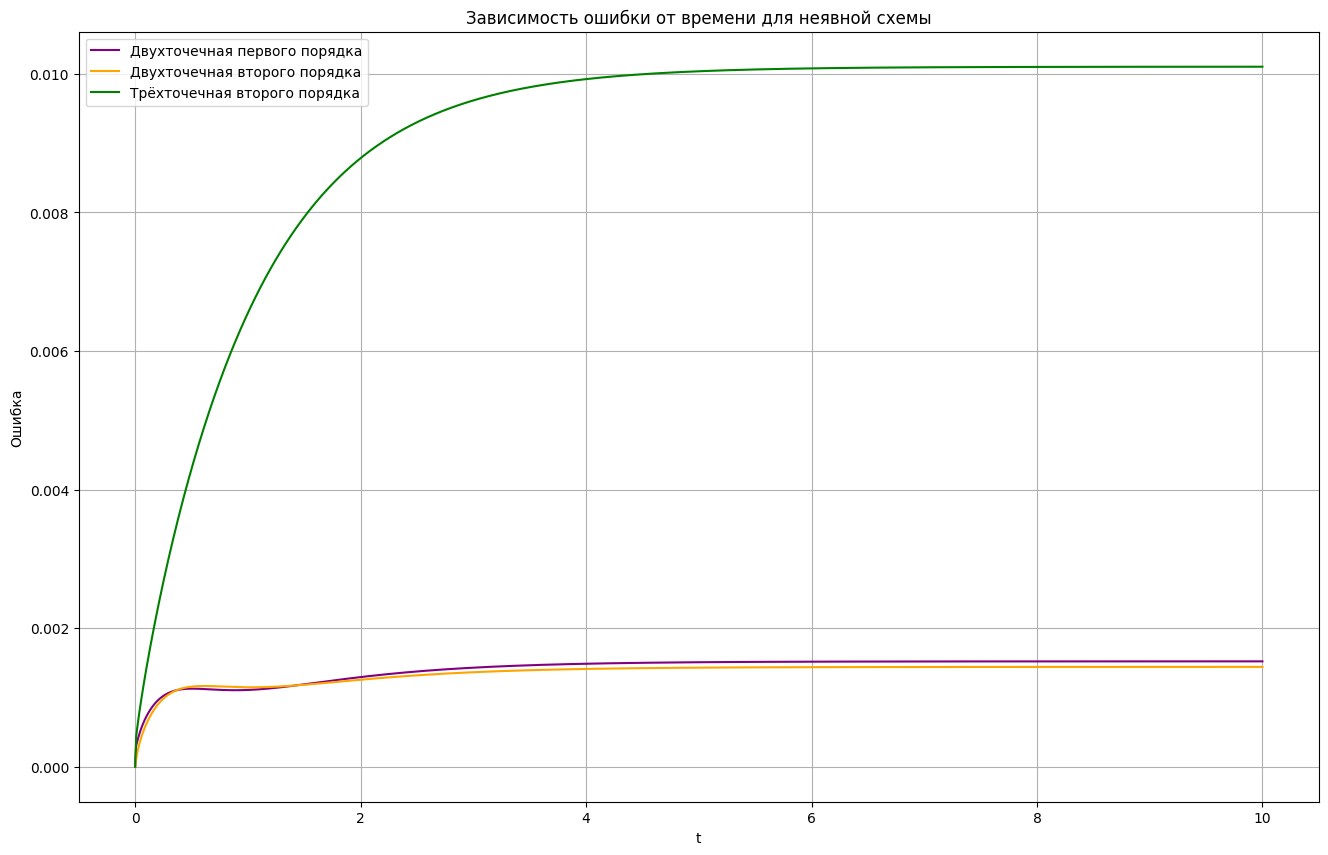 Зависимость ошибки от времени для неявной схемы
Двухточечная первого порядка
Двухточечная второго порядка
Трёхточечная второго порядка
0.010
0.008
0.006
0.004
0.002
0.000
Ошибка
0 2 4 6 8 10
t